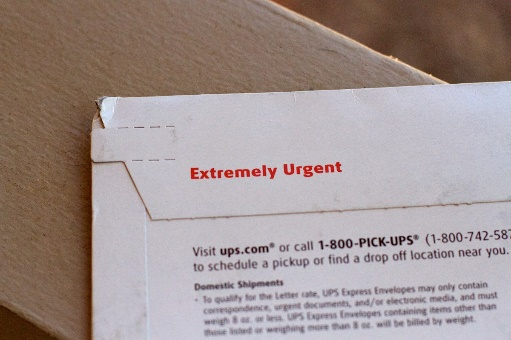 Extremely Urgent
Visit ups.com® or call 1-800-PICK-UPS® (1-800-742-587
to schedule a pickup or find a drop off location near you.
Domestic Shipments
· To qualify for the Letter rate, UPS Express Envelopes may only contain
correspondence, urgent documents, and/or electronic media, and must
weigh 8 oz. or less. UPS Express Envelopes containing items other than
those listed or weighing more than 8 oz. will be billed by weight.